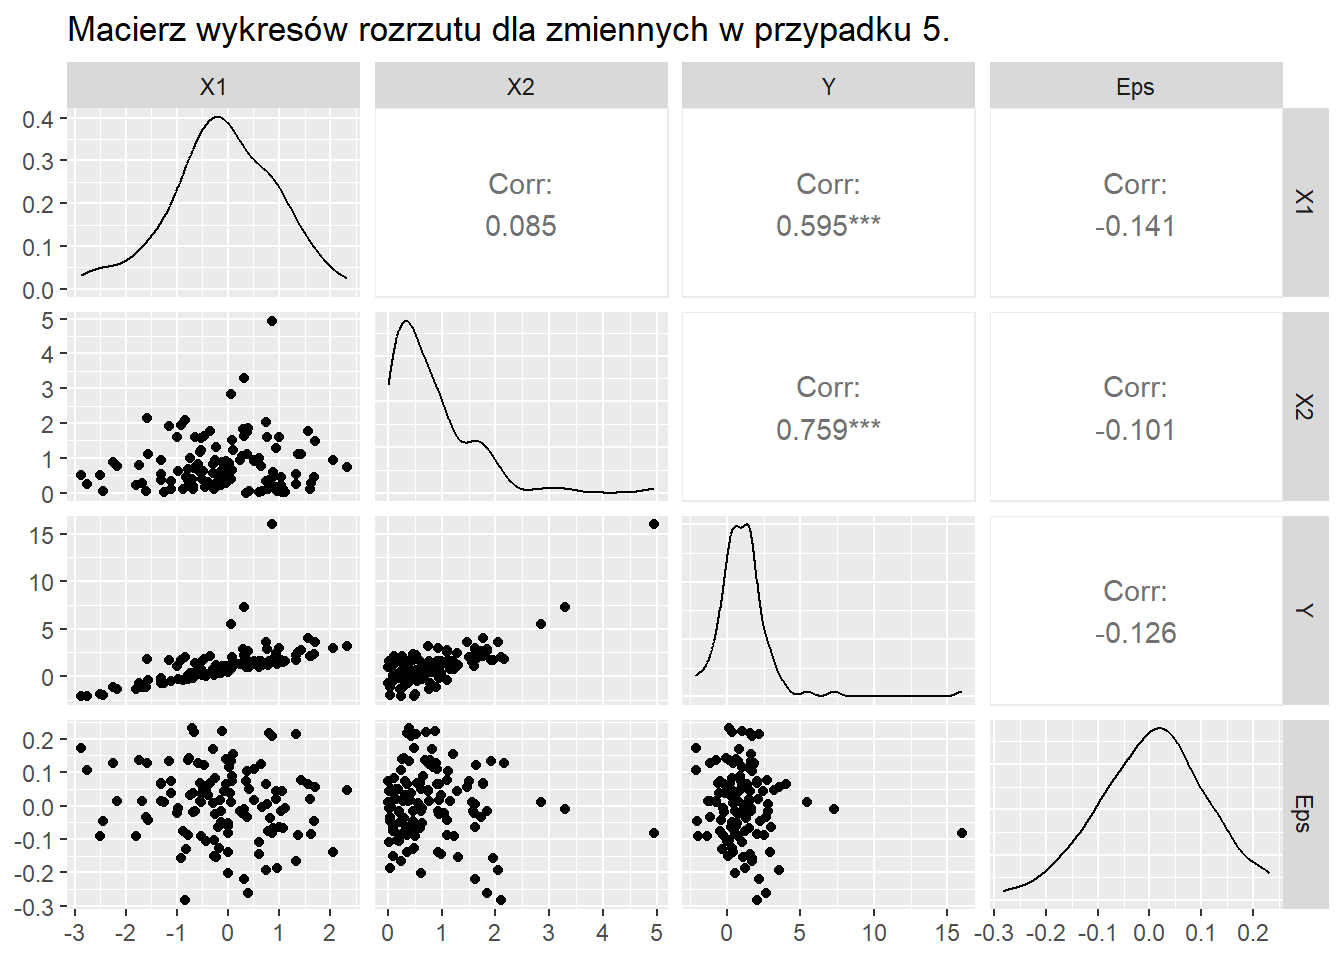 Macierz wykresów rozrzutu dla zmiennych w przypadku 5.
X1 X2 Y Eps
0.4
0.3
0.2
0.1
0.0
Corr:
0.085
Corr:
0.595***
Corr:
-0.141
X1
5
4
3
2
1
0
Corr:
0.759***
Corr:
-0.101
X2
15
10
5
0
Corr:
-0.126
Y
0.2
0.1
0.0
-0.1
-0.2
-0.3
Eps
-3 -2 -1 0 1 2
0 1 2 3 4 5
0 5 10 15
-0.3 -0.2 -0.1 0.0 0.1 0.2